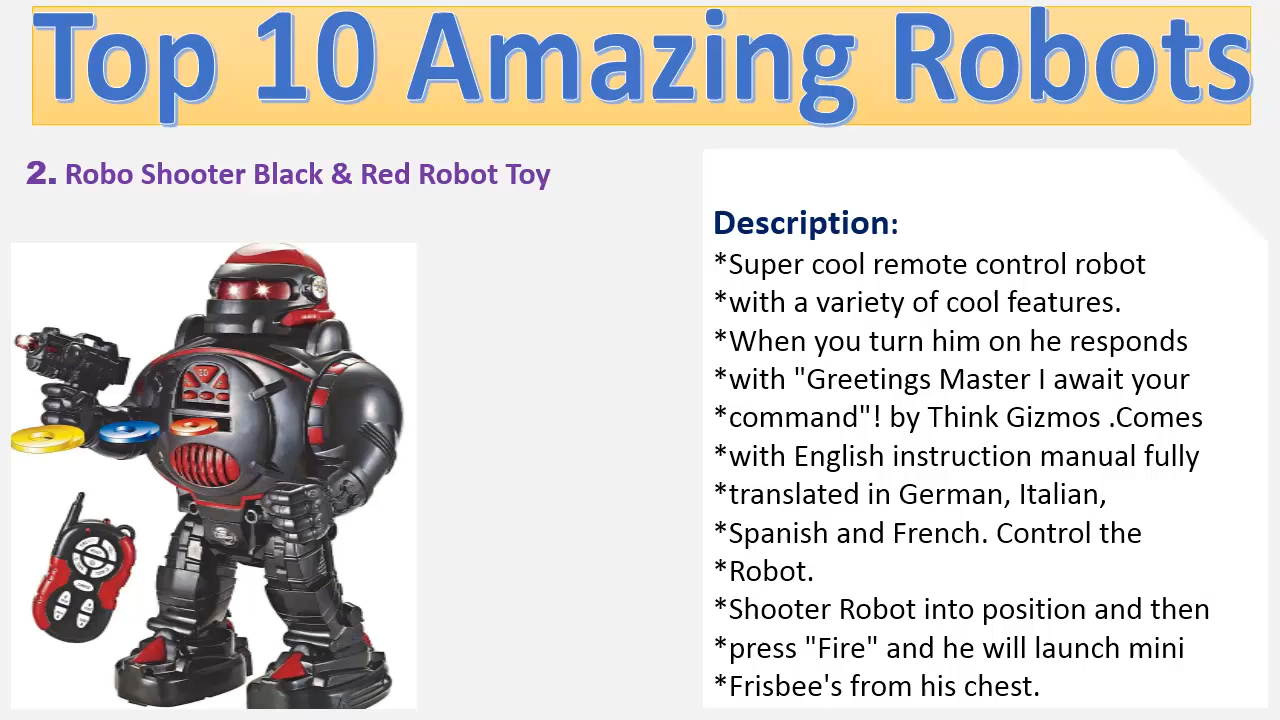 Top 10 Amazing Robots
2. Robo Shooter Black & Red Robot Toy
Description:
*Super cool remote control robot
*with a variety of cool features.
*When you turn him on he responds
*with "Greetings Master I await your
*command"! by Think Gizmos .Comes
*with English instruction manual fully
*translated in German, Italian,
*Spanish and French. Control the
*Robot.
*Shooter Robot into position and then
*press "Fire" and he will launch mini
*Frisbee's from his chest.